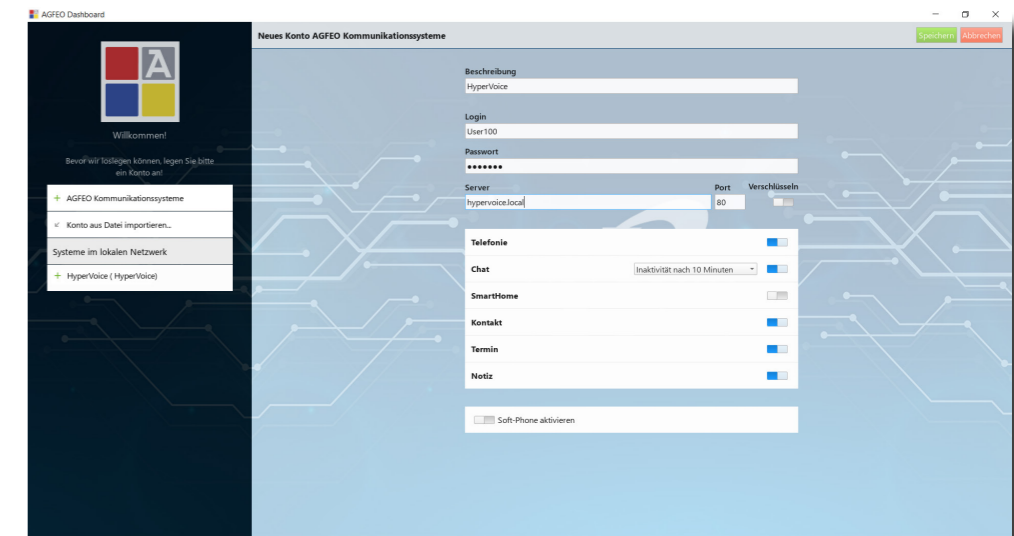 AGFEO Dashboard
Neues Konto AGFEO Kommunikationssysteme
Speichern
Abbrechen
A
Willkommen!
Bevor wir loslegen können, legen Sie bitte
ein Konto an!
+ AGFEO Kommunikationssysteme
Konto aus Datei importieren...
Systeme im lokalen Netzwerk
+ HyperVoice ( HyperVoice)
Beschreibung
HyperVoice
Login
User100
Passwort
•••••••
Server Port Verschlüsseln
hypervoice.local 80
Telefonie
Chat Inaktivität nach 10 Minuten
SmartHome
Kontakt
Termin
Notiz
Soft-Phone aktivieren